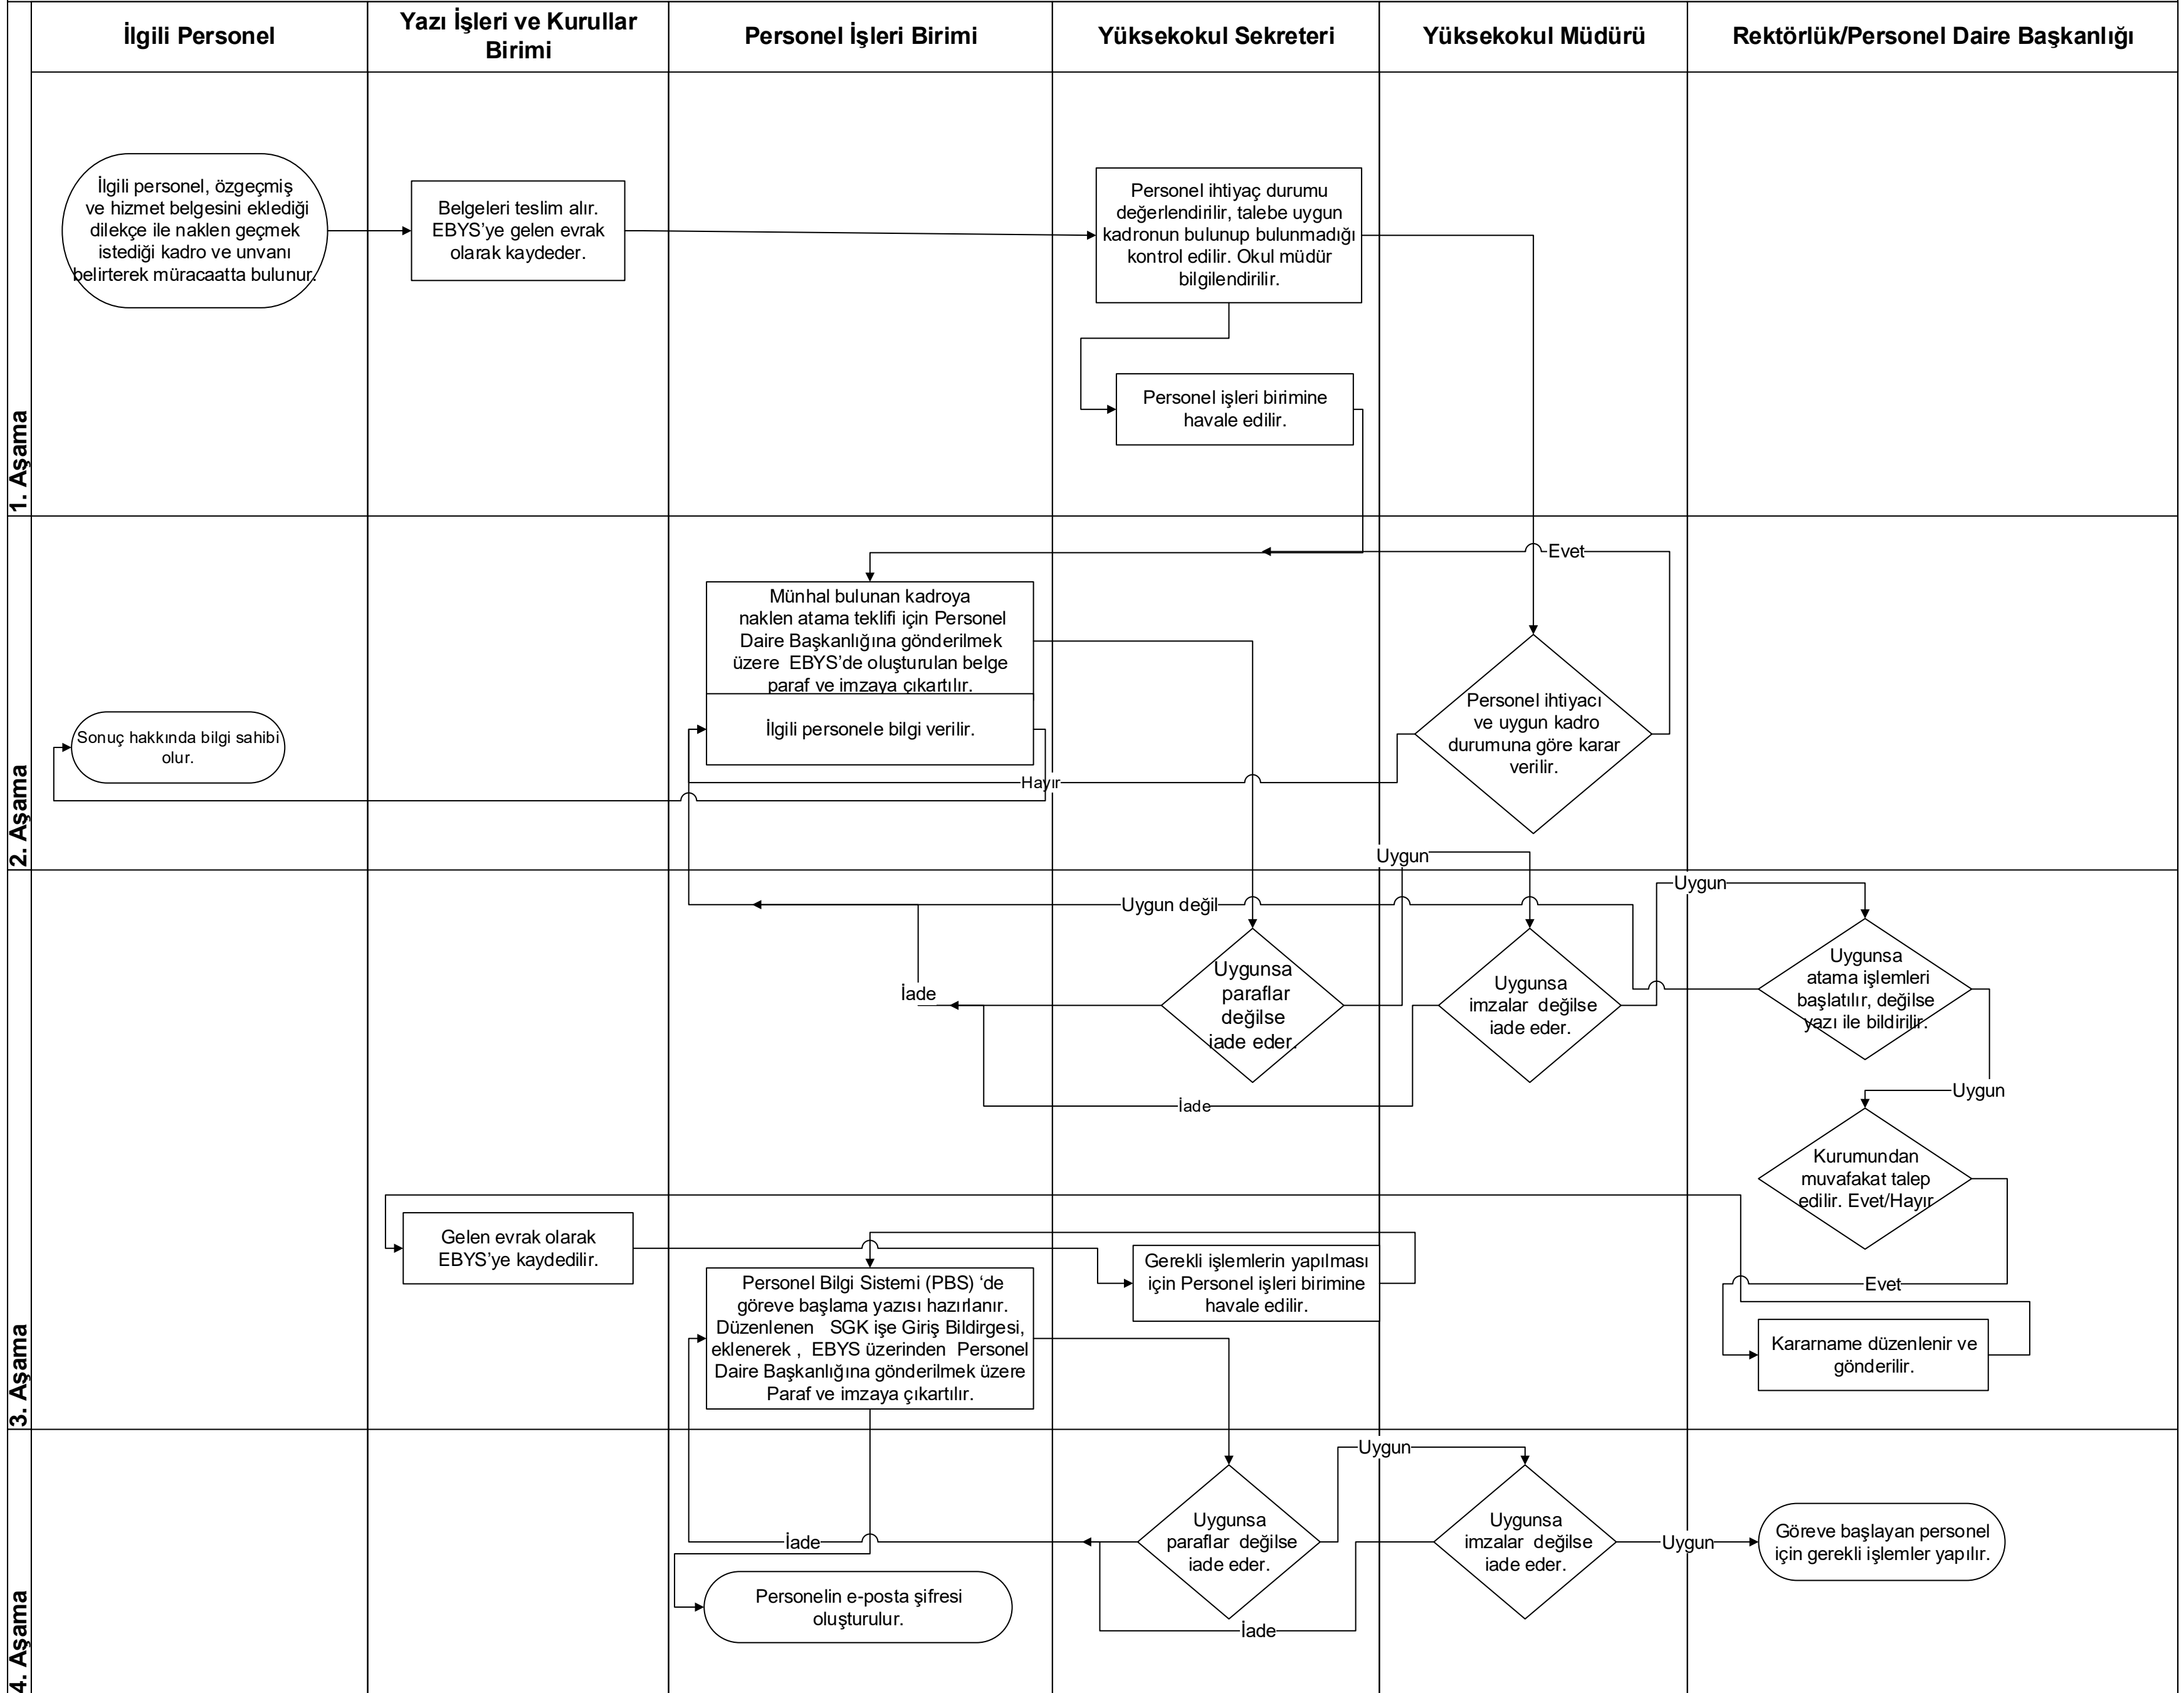 İlgili Personel
Yazı İşleri ve Kurullar
Birimi
Personel İşleri Birimi
Yüksekokul Sekreteri
Yüksekokul Müdürü
Rektörlük/Personel Daire Başkanlığı
1. Aşama
İlgili personel, özgeçmiş
ve hizmet belgesini eklediği
dilekçe ile naklen geçmek
istediği kadro ve unvanı
belirterek müracaatta bulunur.
Belgeleri teslim alır.
EBYS’ye gelen evrak
olarak kaydeder.
Personel ihtiyaç durumu
değerlendirilir, talebe uygun
kadronun bulunup bulunmadığı
kontrol edilir. Okul müdür
bilgilendirilir.
Personel işleri birimine
havale edilir.
2. Aşama
Evet
Münhal bulunan kadroya
naklen atama teklifi için Personel
Daire Başkanlığına gönderilmek
üzere EBYS’de oluşturulan belge
paraf ve imzaya çıkartılır.
İlgili personele bilgi verilir.
Personel ihtiyacı
ve uygun kadro
durumuna göre karar
verilir.
Sonuç hakkında bilgi sahibi
olur.
Hayır
Uygun
3. Aşama
Uygun
Uygun değil
İade
Uygunsa
paraflar
değilse
iade eder.
Uygunsa
imzalar değilse
iade eder.
Uygunsa
atama işlemleri
başlatılır, değilse
yazı ile bildirilir.
Uygun
İade
Kurumundan
muvafakat talep
edilir. Evet/Hayır
Gelen evrak olarak
EBYS’ye kaydedilir.
Gerekli işlemlerin yapılması
için Personel işleri birimine
havale edilir.
Evet
Personel Bilgi Sistemi (PBS) ‘de
göreve başlama yazısı hazırlanır.
Düzenlenen SGK işe Giriş Bildirgesi,
eklenerek , EBYS üzerinden Personel
Daire Başkanlığına gönderilmek üzere
Paraf ve imzaya çıkartılır.
Kararname düzenlenir ve
gönderilir.
4. Aşama
Uygun
İade
Uygunsa
paraflar değilse
iade eder.
Uygunsa
imzalar değilse
iade eder.
Uygun
Göreve başlayan personel
için gerekli işlemler yapılır.
Personelin e-posta şifresi
oluşturulur.
İade